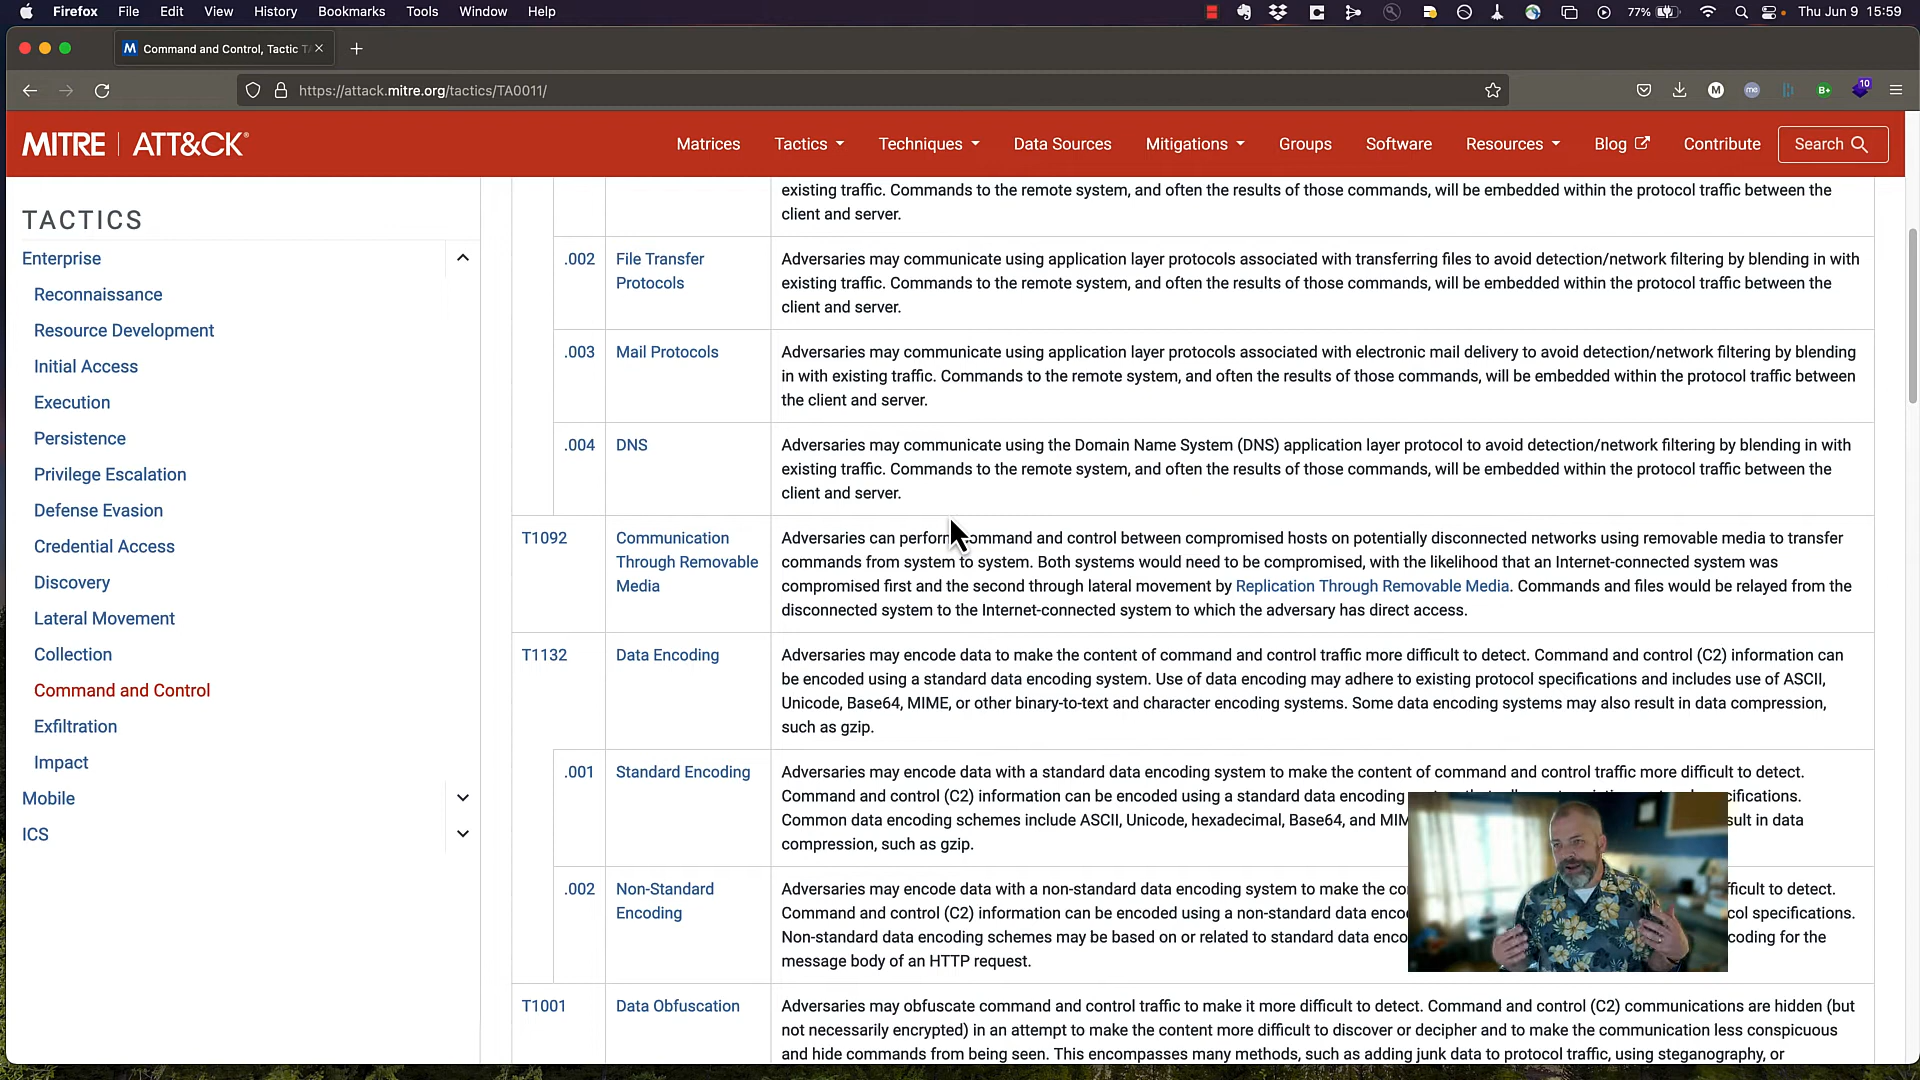 Firefox File Edit View History Bookmarks Tools Window Help 77% Thu Jun 9 15:59
M Command and Control, Tactic T
https://attack.mitre.org/tactics/TA0011/
M me B+ 10
MITRE | ATT&CK®
Matrices Tactics Techniques Data Sources Mitigations Groups Software Resources Blog Contribute Search
TACTICS
Enterprise
Reconnaissance
Resource Development
Initial Access
Execution
Persistence
Privilege Escalation
Defense Evasion
Credential Access
Discovery
Lateral Movement
Collection
Command and Control
Exfiltration
Impact
Mobile
ICS
existing traffic. Commands to the remote system, and often the results of those commands, will be embedded within the protocol traffic between the
client and server.
.002 File Transfer Adversaries may communicate using application layer protocols associated with transferring files to avoid detection/network filtering by blending in with
Protocols existing traffic. Commands to the remote system, and often the results of those commands, will be embedded within the protocol traffic between the
client and server.
.003 Mail Protocols Adversaries may communicate using application layer protocols associated with electronic mail delivery to avoid detection/network filtering by blending
in with existing traffic. Commands to the remote system, and often the results of those commands, will be embedded within the protocol traffic between
the client and server.
.004 DNS Adversaries may communicate using the Domain Name System (DNS) application layer protocol to avoid detection/network filtering by blending in with
existing traffic. Commands to the remote system, and often the results of those commands, will be embedded within the protocol traffic between the
client and server.
T1092 Communication Adversaries can perform command and control between compromised hosts on potentially disconnected networks using removable media to transfer
Through Removable commands from system to system. Both systems would need to be compromised, with the likelihood that an Internet-connected system was
Media compromised first and the second through lateral movement by Replication Through Removable Media. Commands and files would be relayed from the
disconnected system to the Internet-connected system to which the adversary has direct access.
T1132 Data Encoding Adversaries may encode data to make the content of command and control traffic more difficult to detect. Command and control (C2) information can
be encoded using a standard data encoding system. Use of data encoding may adhere to existing protocol specifications and includes use of ASCII,
Unicode, Base64, MIME, or other binary-to-text and character encoding systems. Some data encoding systems may also result in data compression,
such as gzip.
.001 Standard Encoding Adversaries may encode data with a standard data encoding system to make the content of command and control traffic more difficult to detect.
Command and control (C2) information can be encoded using a standard data encoding
Common data encoding schemes include ASCII, Unicode, hexadecimal, Base64, and in data
compression, such as gzip.
.002 Non-Standard Adversaries may encode data with a non-standard data encoding system to make the to detect.
Encoding Command and control (C2) information can be encoded using a non-standard data specifications.
Non-standard data encoding schemes may be based on or related to standard data for the
message body of an HTTP request.
T1001 Data Obfuscation Adversaries may obfuscate command and control traffic to make it more difficult to detect. Command and control (C2) communications are hidden (but
not necessarily encrypted) in an attempt to make the content more difficult to discover or decipher and to make the communication less conspicuous
and hide commands from being seen. This encompasses many methods, such as adding junk data to protocol traffic, using steganography, or